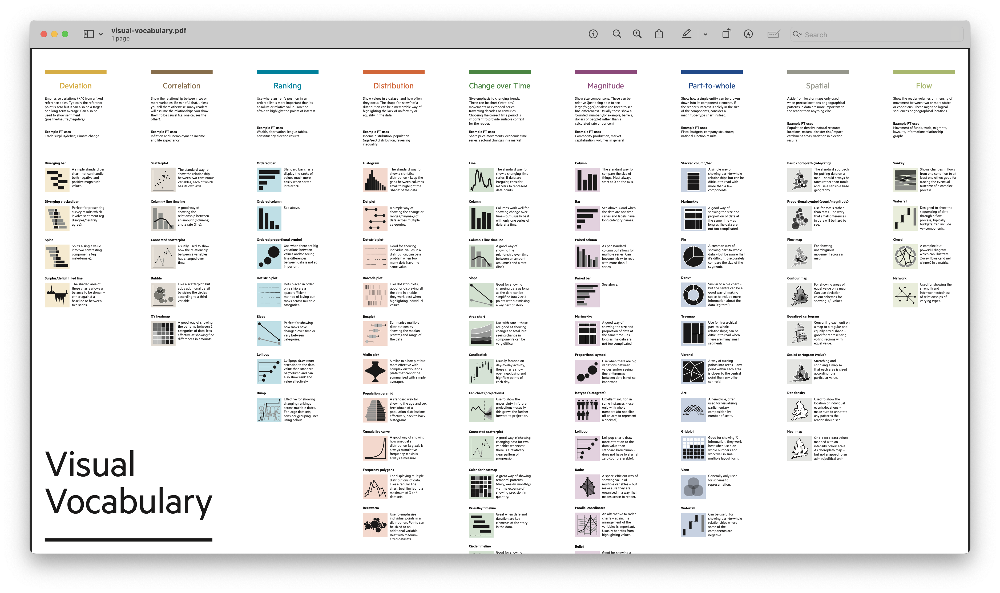 visual-vocabulary.pdf
1 page
Search
Deviation
Emphasise variations (+/-) from a fixed
reference point. Typically the reference
point is zero but it can also be a target
or a long-term average. Can also be
used to show sentiment
(positive/neutral/negative).
Example FT uses
Trade surplus/deficit, climate change
Diverging bar
A simple standard bar
chart that can handle
both negative and
positive magnitude
values.
Diverging stacked bar
Perfect for presenting
survey results which
involve sentiment (eg
disagree/neutral/
agree).
Spine
Splits a single value
into two contrasting
components (eg
male/female).
Surplus/deficit filled line
The shaded area of
these charts allows a
balance to be shown –
either against a
baseline or between
two series.
Correlation
Show the relationship between two or
more variables. Be mindful that, unless
you tell them otherwise, many readers
will assume the relationships you show
them to be causal (i.e. one causes the
other).
Example FT uses
Inflation and unemployment, income
and life expectancy
Scatterplot
The standard way to
show the relationship
between two continuous
variables, each of which
has its own axis.
Column + line timeline
A good way of
showing the
relationship between
an amount (columns)
and a rate (line).
Connected scatterplot
Usually used to show
how the relationship
between 2 variables
has changed over
time.
Bubble
Like a scatterplot, but
adds additional detail
by sizing the circles
according to a third
variable.
XY heatmap
A good way of showing
the patterns between 2
categories of data, less
effective at showing fine
differences in amounts.
Ranking
Use where an item's position in an
ordered list is more important than its
absolute or relative value. Don't be
afraid to highlight the points of interest.
Example FT uses
Wealth, deprivation, league tables,
constituency election results
Ordered bar
Standard bar charts
display the ranks of
values much more
easily when sorted
into order.
Ordered column
See above.
Ordered proportional symbol
Use when there are big
variations between
values and/or seeing
fine differences
between data is not so
important.
Dot strip plot
Dots placed in order
on a strip are a
space-efficient
method of laying out
ranks across multiple
categories.
Slope
Perfect for showing
how ranks have
changed over time or
vary between
categories.
Lollipop
Lollipops draw more
attention to the data
value than standard
bar/column and can
also show rank and
value effectively.
Bump
Effective for showing
changing rankings
across multiple dates.
For large datasets,
consider grouping lines
using colour.
Distribution
Show values in a dataset and how often
they occur. The shape (or 'skew') of a
distribution can be a memorable way of
highlighting the lack of uniformity or
equality in the data.
Example FT uses
Income distribution, population
(age/sex) distribution, revealing
inequality
Histogram
The standard way to
show a statistical
distribution - keep the
gaps between columns
small to highlight the
'shape' of the data.
Dot plot
A simple way of
showing the change or
range (min/max) of
data across multiple
categories.
Dot strip plot
Good for showing
individual values in a
distribution, can be a
problem when too
many dots have the
same value.
Barcode plot
Like dot strip plots,
good for displaying all
the data in a table,
they work best when
highlighting individual
values.
Boxplot
Summarise multiple
distributions by
showing the median
(centre) and range of
the data
Violin plot
Similar to a box plot but
more effective with
complex distributions
(data that cannot be
summarised with simple
average).
Population pyramid
A standard way for
showing the age and sex
breakdown of a
population distribution;
effectively, back to back
histograms.
Cumulative curve
A good way of showing
how unequal a
distribution is: y axis is
always cumulative
frequency, x axis is
always a measure.
Frequency polygons
For displaying multiple
distributions of data.
Like a regular line
chart, best limited to a
maximum of 3 or 4
datasets.
Beeswarm
Use to emphasise
individual points in a
distribution. Points can
be sized to an
additional variable.
Best with medium-
sized datasets
Change over Time
Give emphasis to changing trends.
These can be short (intra-day)
movements or extended series
traversing decades or centuries:
Choosing the correct time period is
important to provide suitable context
for the reader.
Example FT uses
Share price movements, economic time
series, sectoral changes in a market
Line
The standard way to
show a changing time
series. If data are
irregular, consider
markers to represent
data points.
Column
Columns work well for
showing change over
time - but usually best
with only one series of
data at a time.
Column + line timeline
A good way of
showing the
relationship over time
between an amount
(columns) and a rate
(line).
Slope
Good for showing
changing data as long
as the data can be
simplified into 2 or 3
points without missing
a key part of story.
Area chart
Use with care – these
are good at showing
changes to total, but
seeing change in
components can be
very difficult.
Candlestick
Usually focused on
day-to-day activity,
these charts show
opening/closing and
high/low points of
each day.
Fan chart (projections)
Use to show the
uncertainty in future
projections - usually
this grows the further
forward to projection.
Connected scatterplot
A good way of showing
changing data for two
variables whenever
there is a relatively
clear pattern of
progression.
Calendar heatmap
A great way of showing
temporal patterns
(daily, weekly, monthly)
– at the expense of
showing precision in
quantity.
Priestley timeline
Great when date and
duration are key
elements of the story
in the data.
Circle timeline
Good for showing
Magnitude
Show size comparisons. These can be
relative (just being able to see
larger/bigger) or absolute (need to see
fine differences). Usually these show a
'counted' number (for example, barrels,
dollars or people) rather than a
calculated rate or per cent.
Example FT uses
Commodity production, market
capitalisation, volumes in general
Column
The standard way to
compare the size of
things. Must always
start at 0 on the axis.
Bar
See above. Good when
the data are not time
series and labels have
long category names.
Paired column
As per standard
column but allows for
multiple series. Can
become tricky to read
with more than 2
series.
Paired bar
See above.
Marimekko
A good way of
showing the size and
proportion of data at
the same time – as
long as the data are
not too complicated.
Proportional symbol
Use when there are big
variations between
values and/or seeing
fine differences
between data is not so
important.
Isotype (pictogram)
Excellent solution in
some instances – use
only with whole
numbers (do not slice
off an arm to represent
a decimal).
Lollipop
Lollipop charts draw
more attention to the
data value than
standard bar/column –
does not have to start at
zero (but preferable).
Radar
A space-efficient way of
showing value of
multiple variables – but
make sure they are
organised in a way that
makes sense to reader.
Parallel coordinates
An alternative to radar
charts – again, the
arrangement of the
variables is important.
Usually benefits from
highlighting values.
Bullet
Good for showing a
Part-to-whole
Show how a single entity can be broken
down into its component elements. If
the reader's interest is solely in the size
of the components, consider a
magnitude-type chart instead.
Example FT uses
Fiscal budgets, company structures,
national election results
Stacked column/bar
A simple way of
showing part-to-whole
relationships but can be
difficult to read with
more than a few
components.
Marimekko
A good way of
showing the size and
proportion of data at
the same time – as
long as the data are
not too complicated.
Pie
A common way of
showing part-to-whole
data – but be aware that
it's difficult to accurately
compare the size of the
segments.
Donut
Similar to a pie chart –
but the centre can be a
good way of making
space to include more
information about the
data (eg total).
Treemap
Use for hierarchical
part-to-whole
relationships; can be
difficult to read when
there are many small
segments.
Voronoi
A way of turning
points into areas – any
point within each area
is closer to the central
point than any other
centroid.
Arc
A hemicycle, often
used for visualising
parliamentary
composition by
number of seats.
Gridplot
Good for showing %
information, they work
best when used on
whole numbers and
work well in small
multiple layout form.
Venn
Generally only used
for schematic
representation.
Waterfall
Can be useful for
showing part-to-whole
relationships where
some of the
components are
negative.
Spatial
Aside from locator maps only used
when precise locations or geographical
patterns in data are more important to
the reader than anything else.
Example FT uses
Population density, natural resource
locations, natural disaster risk/impact,
catchment areas, variation in election
results
Basic choropleth (rate/ratio)
The standard approach
for putting data on a
map – should always be
rates rather than totals
and use a sensible base
geography.
Proportional symbol (count/magnitude)
Use for totals rather
than rates – be wary
that small differences
in data will be hard to
see.
Flow map
For showing
unambiguous
movement across a
map.
Contour map
For showing areas of
equal value on a map.
Can use deviation
colour schemes for
showing +/- values
Equalised cartogram
Converting each unit on
a map to a regular and
equally-sized shape –
good for representing
voting regions with
equal value.
Scaled cartogram (value)
Stretching and
shrinking a map so
that each area is sized
according to a
particular value.
Dot density
Used to show the
location of individual
events/locations –
make sure to annotate
any patterns the
reader should see.
Heat map
Grid-based data values
mapped with an
intensity colour scale.
As choropleth map –
but not snapped to an
admin/political unit.
Flow
Show the reader volumes or intensity of
movement between two or more states
or conditions. These might be logical
sequences or geographical locations.
Example FT uses
Movement of funds, trade, migrants,
lawsuits, information; relationship
graphs.
Sankey
Shows changes in flows
from one condition to at
least one other; good for
tracing the eventual
outcome of a complex
process.
Waterfall
Designed to show the
sequencing of data
through a flow
process, typically
budgets. Can include
+/- components.
Chord
A complex but
powerful diagram
which can illustrate
2-way flows (and net
winner) in a matrix.
Network
Used for showing the
strength and
inter-connectedness
of relationships of
varying types.
Visual
Vocabulary